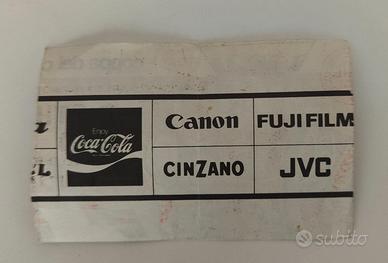 Enjoy
Coca-Cola
Canon
FUJI FILM
CINZANO
JVC
subito